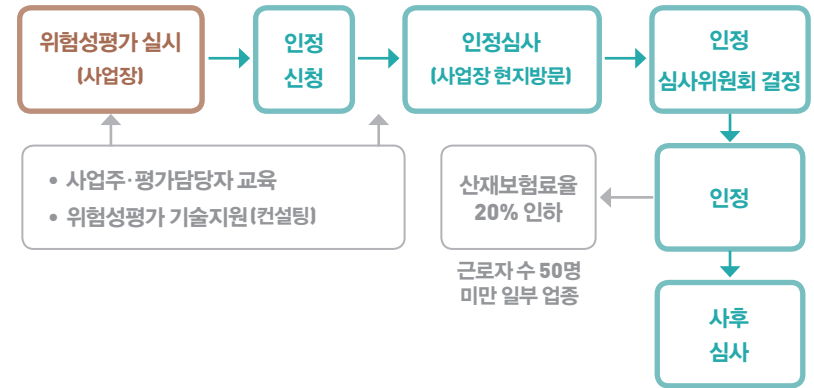 위험성평가 실시
(사업장)
인정
신청
인정심사
(사업장 현지방문)
인정
심사위원회 결정
• 사업주·평가담당자 교육
• 위험성평가 기술지원(컨설팅)
산재보험료율
20% 인하
인정
근로자 수 50명
미만 일부 업종
사후
심사